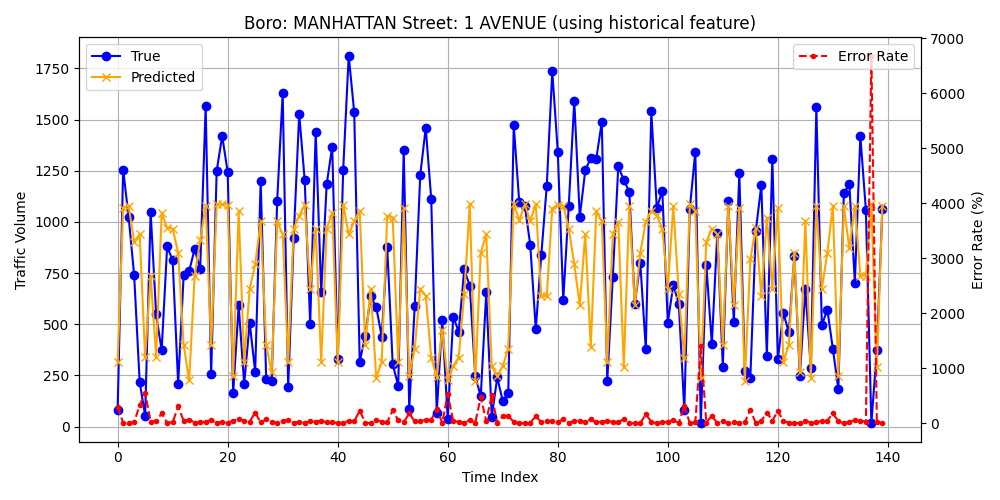 Boro: MANHATTAN Street: 1 AVENUE (using historical feature)
True
Predicted
Error Rate
Traffic Volume
1750
1500
1250
1000
750
500
250
0
7000
6000
5000
4000
3000
2000
1000
0
Error Rate (%)
0 20 40 60 80 100 120 140
Time Index